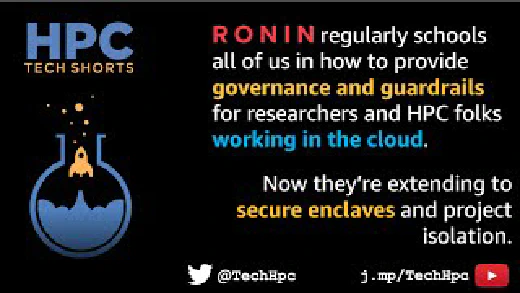 HPC
TECH SHORTS
RONIN regularly schools
all of us in how to provide
governance and guardrails
for researchers and HPC folks
working in the cloud.
Now they're extending to
secure enclaves and project
isolation.
@TechHpc
j.mp/TechHpc